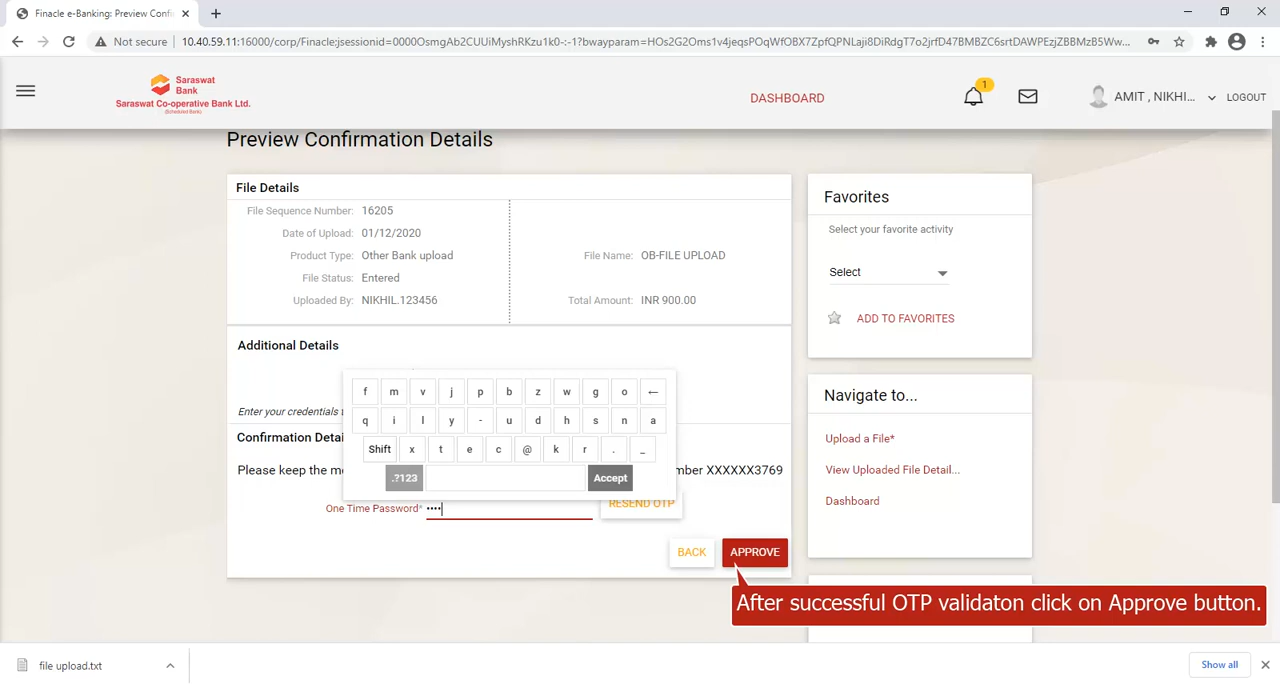 Finacle e-Banking: Preview Confi
Not secure
10.40.59.11:16000/corp/Finacle;jsessionid=0000OsmgAb2CUUiMyshRKzu1k0-:-1?bwayparam=HOs2G2Oms1v4jeqsPOqWfOBX7ZpfQPNLaji8DiRdgT7o2jrfD47BMBZC6srtDAWPEzjZBBMzB5Ww...
Saraswat
Bank
Saraswat Co-operative Bank Ltd.
(Scheduled Bank)
DASHBOARD
1
AMIT , NIKHI...
LOGOUT
Preview Confirmation Details
File Details
File Sequence Number: 16205
Date of Upload: 01/12/2020
Product Type: Other Bank upload
File Name: OB-FILE UPLOAD
File Status: Entered
Uploaded By: NIKHIL.123456
Total Amount: INR 900.00
Additional Details
Enter your credentials t
Confirmation Detai
Please keep the m
mber XXXXXX3769
f m v j p b z w g o ←
q i l y - u d h s n a
Shift x t e c @ k r . _
.?123
Accept
One Time Password* ••••
RESEND OTP
BACK
APPROVE
After successful OTP validaton click on Approve button.
Favorites
Select your favorite activity
Select
ADD TO FAVORITES
Navigate to...
Upload a File*
View Uploaded File Detail...
Dashboard
file upload.txt
Show all